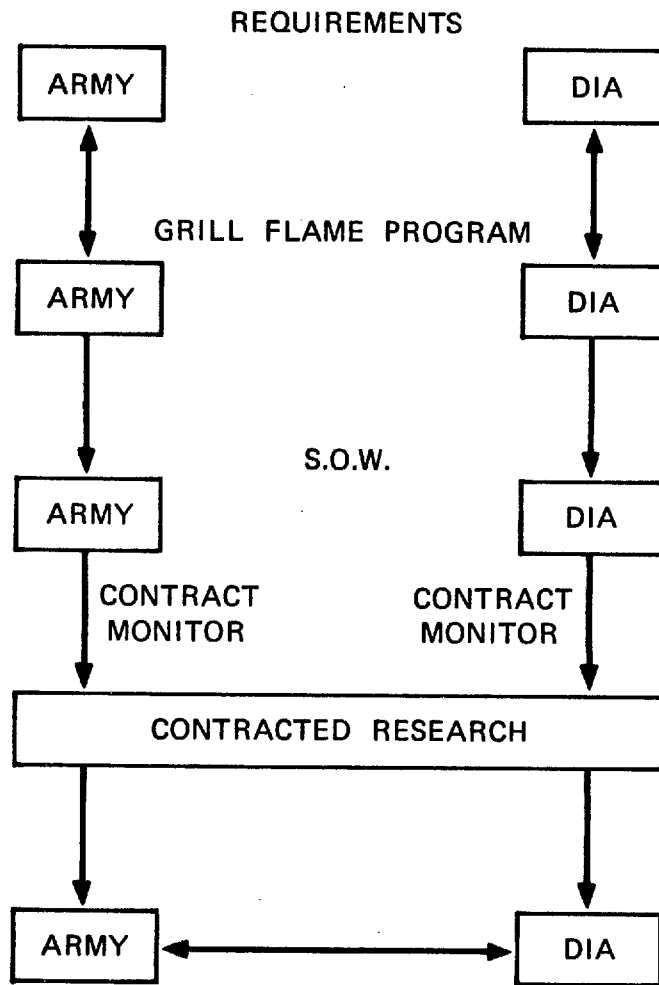 REQUIREMENTS
ARMY
DIA
GRILL FLAME PROGRAM
ARMY
DIA
S.O.W.
ARMY
DIA
CONTRACT
MONITOR
CONTRACT
MONITOR
CONTRACTED RESEARCH
ARMY
DIA